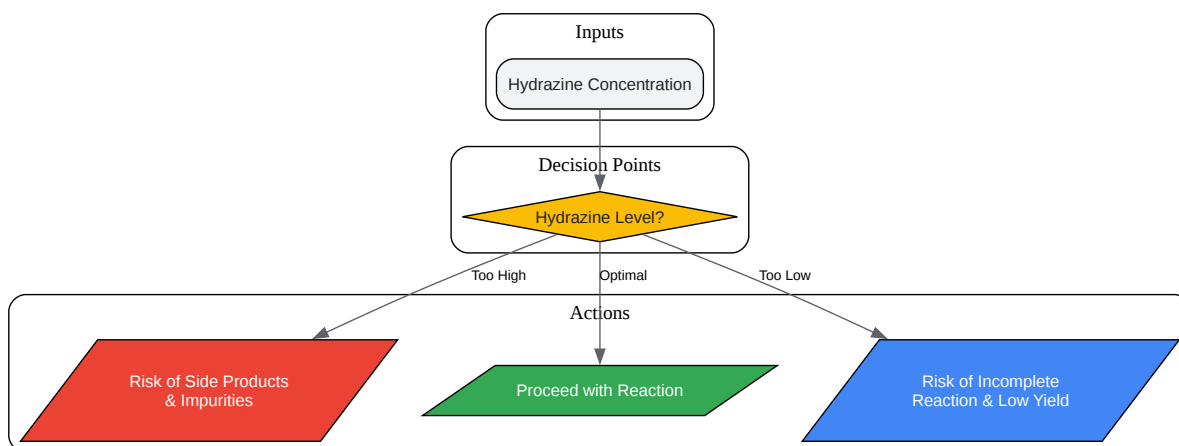 Inputs
Hydrazine Concentration
Decision Points
Hydrazine Level?
Too High
Optimal
Too Low
Actions
Risk of Side Products
& Impurities
Proceed with Reaction
Risk of Incomplete
Reaction & Low Yield